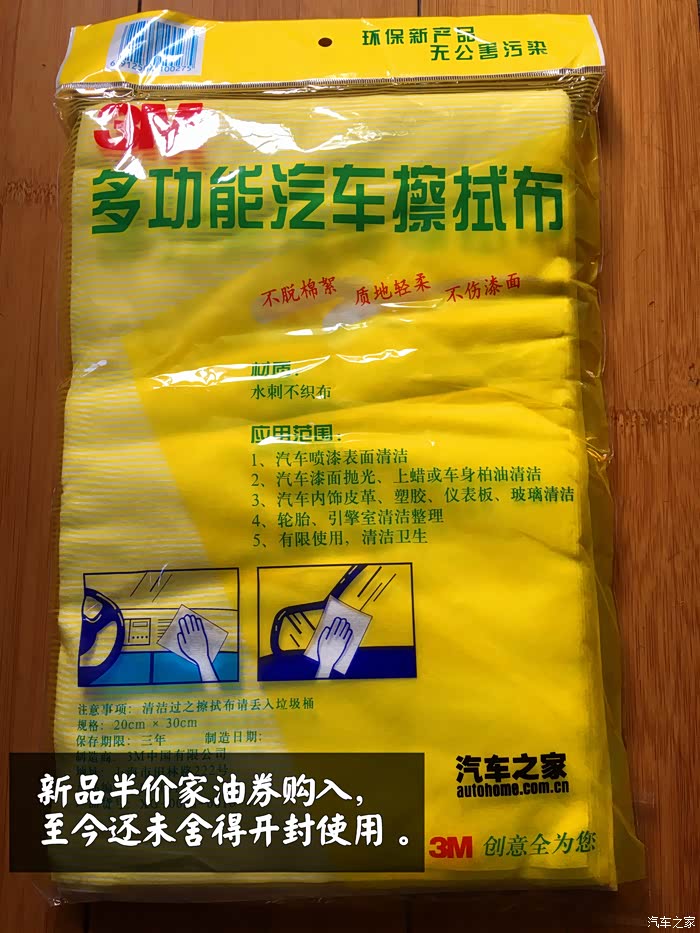 环保新产品
无公害污染
3M
多功能汽车擦拭布
不脱棉絮 质地轻柔 不伤漆面
材质:
水刺不织布
应用范围:
1、汽车喷漆表面清洁
2、汽车漆面抛光、上蜡或车身柏油清洁
3、汽车内饰皮革、塑胶、仪表板、玻璃清洁
4、轮胎、引擎室清洁整理
5、有限使用,清洁卫生
注意事项: 清洁过之擦拭布请丢入垃圾桶
规格: 20cm × 30cm
保存期限: 三年 制造日期:
制造商: 3M中国有限公司
新品半价家油券购入,
至今还未舍得开封使用 。
汽车之家
autohome.com.cn
3M 创意全为您
汽车之家